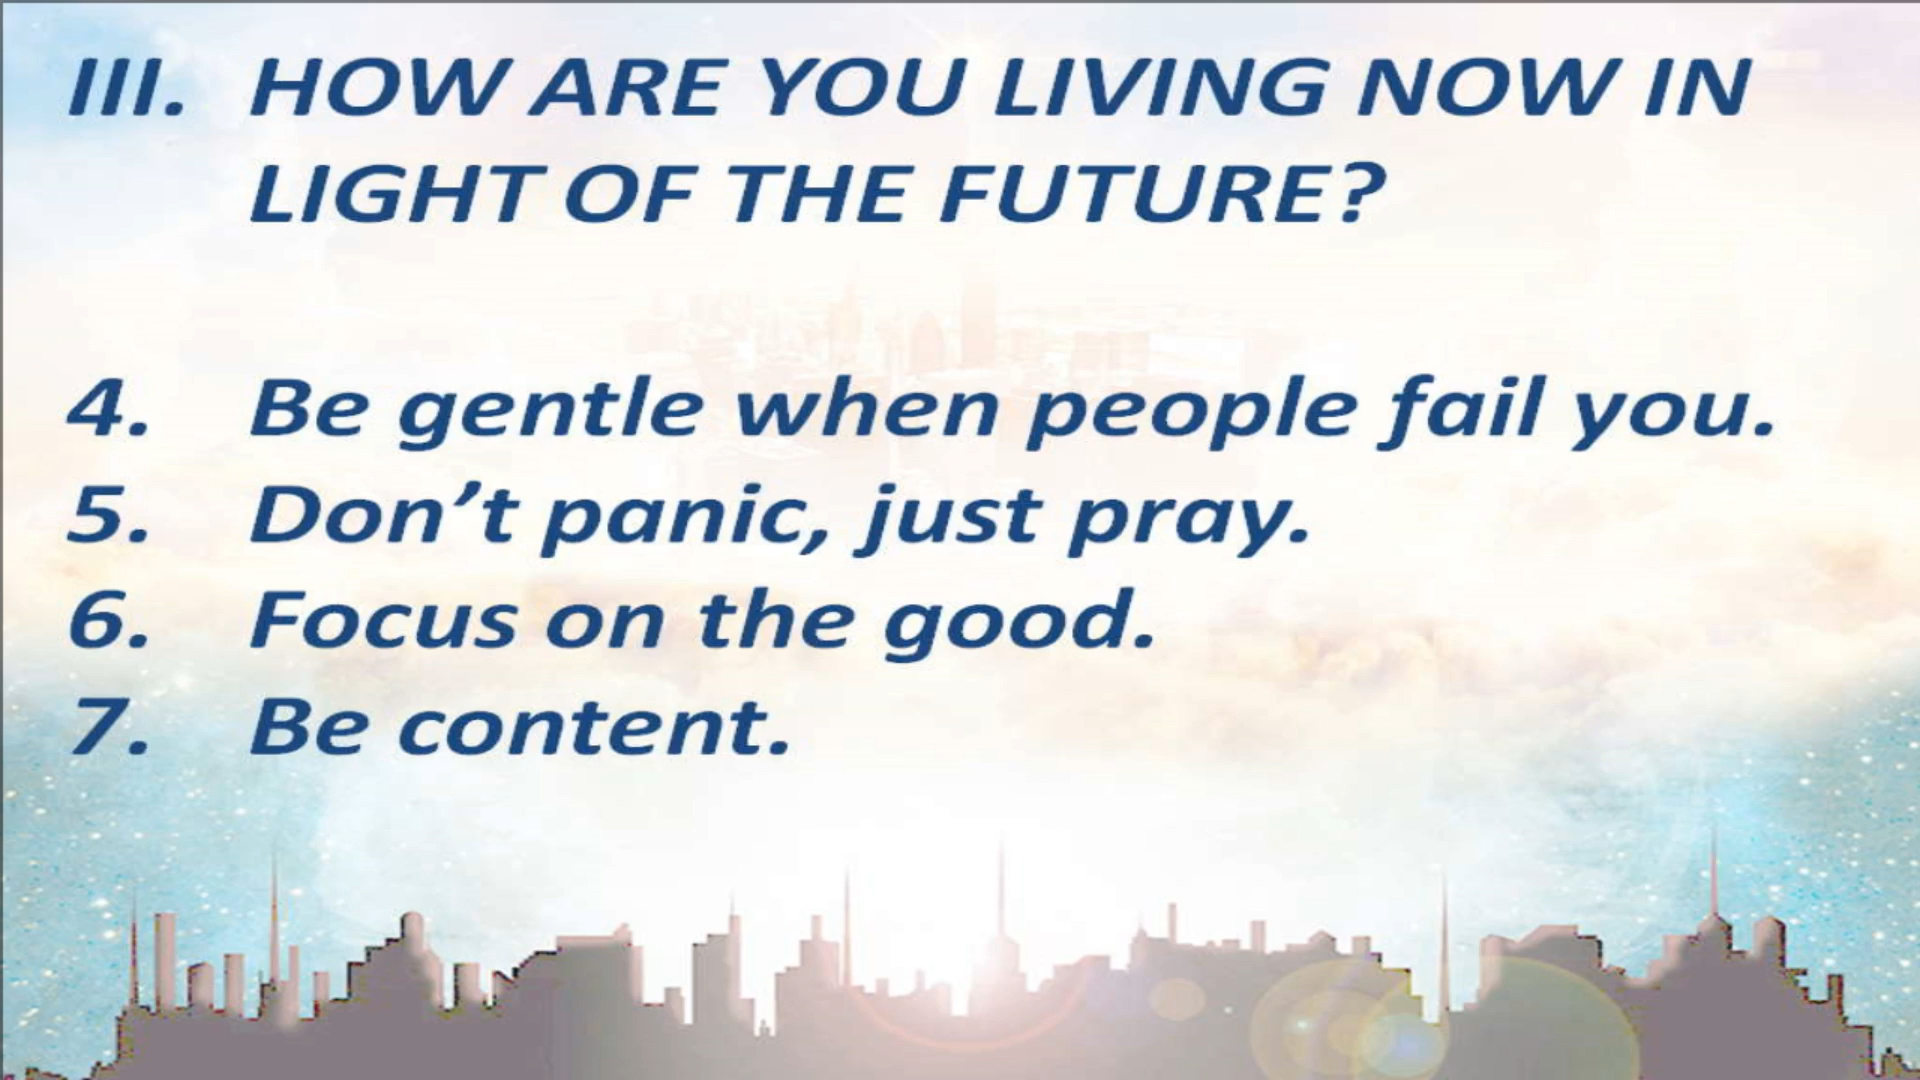 III. HOW ARE YOU LIVING NOW IN
LIGHT OF THE FUTURE?
4. Be gentle when people fail you.
5. Don’t panic, just pray.
6. Focus on the good.
7. Be content.